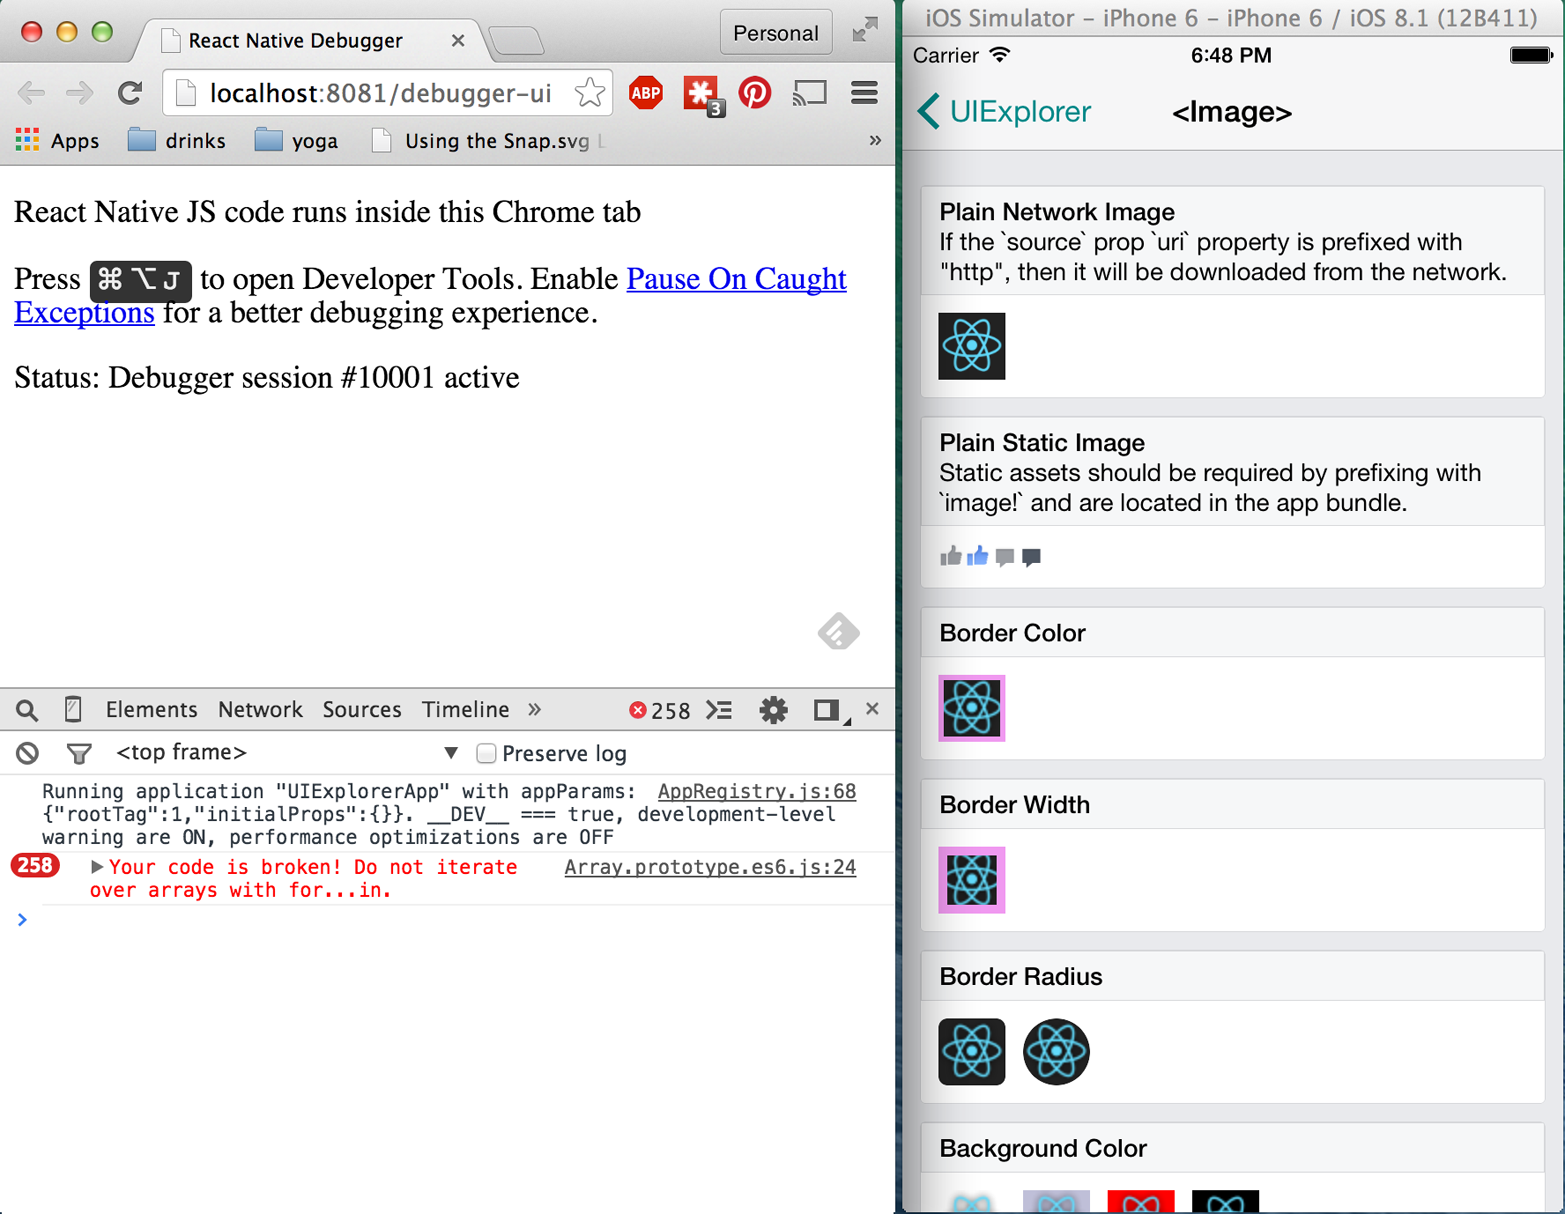 React Native Debugger
Personal
localhost:8081/debugger-ui
ABP
3
Apps
drinks
yoga
Using the Snap.svg L
»
React Native JS code runs inside this Chrome tab
Press ⌘⌥J to open Developer Tools. Enable Pause On Caught
Exceptions for a better debugging experience.
Status: Debugger session #10001 active
Elements Network Sources Timeline » 258
<top frame> Preserve log
Running application "UIExplorerApp" with appParams: AppRegistry.js:68
{"rootTag":1,"initialProps":{}}. __DEV__ === true, development-level
warning are ON, performance optimizations are OFF
258 Your code is broken! Do not iterate Array.prototype.es6.js:24
over arrays with for...in.
iOS Simulator - iPhone 6 - iPhone 6 / iOS 8.1 (12B411)
Carrier 6:48 PM
UIExplorer <Image>
Plain Network Image
If the `source` prop `uri` property is prefixed with
"http", then it will be downloaded from the network.
Plain Static Image
Static assets should be required by prefixing with
`image!` and are located in the app bundle.
Border Color
Border Width
Border Radius
Background Color